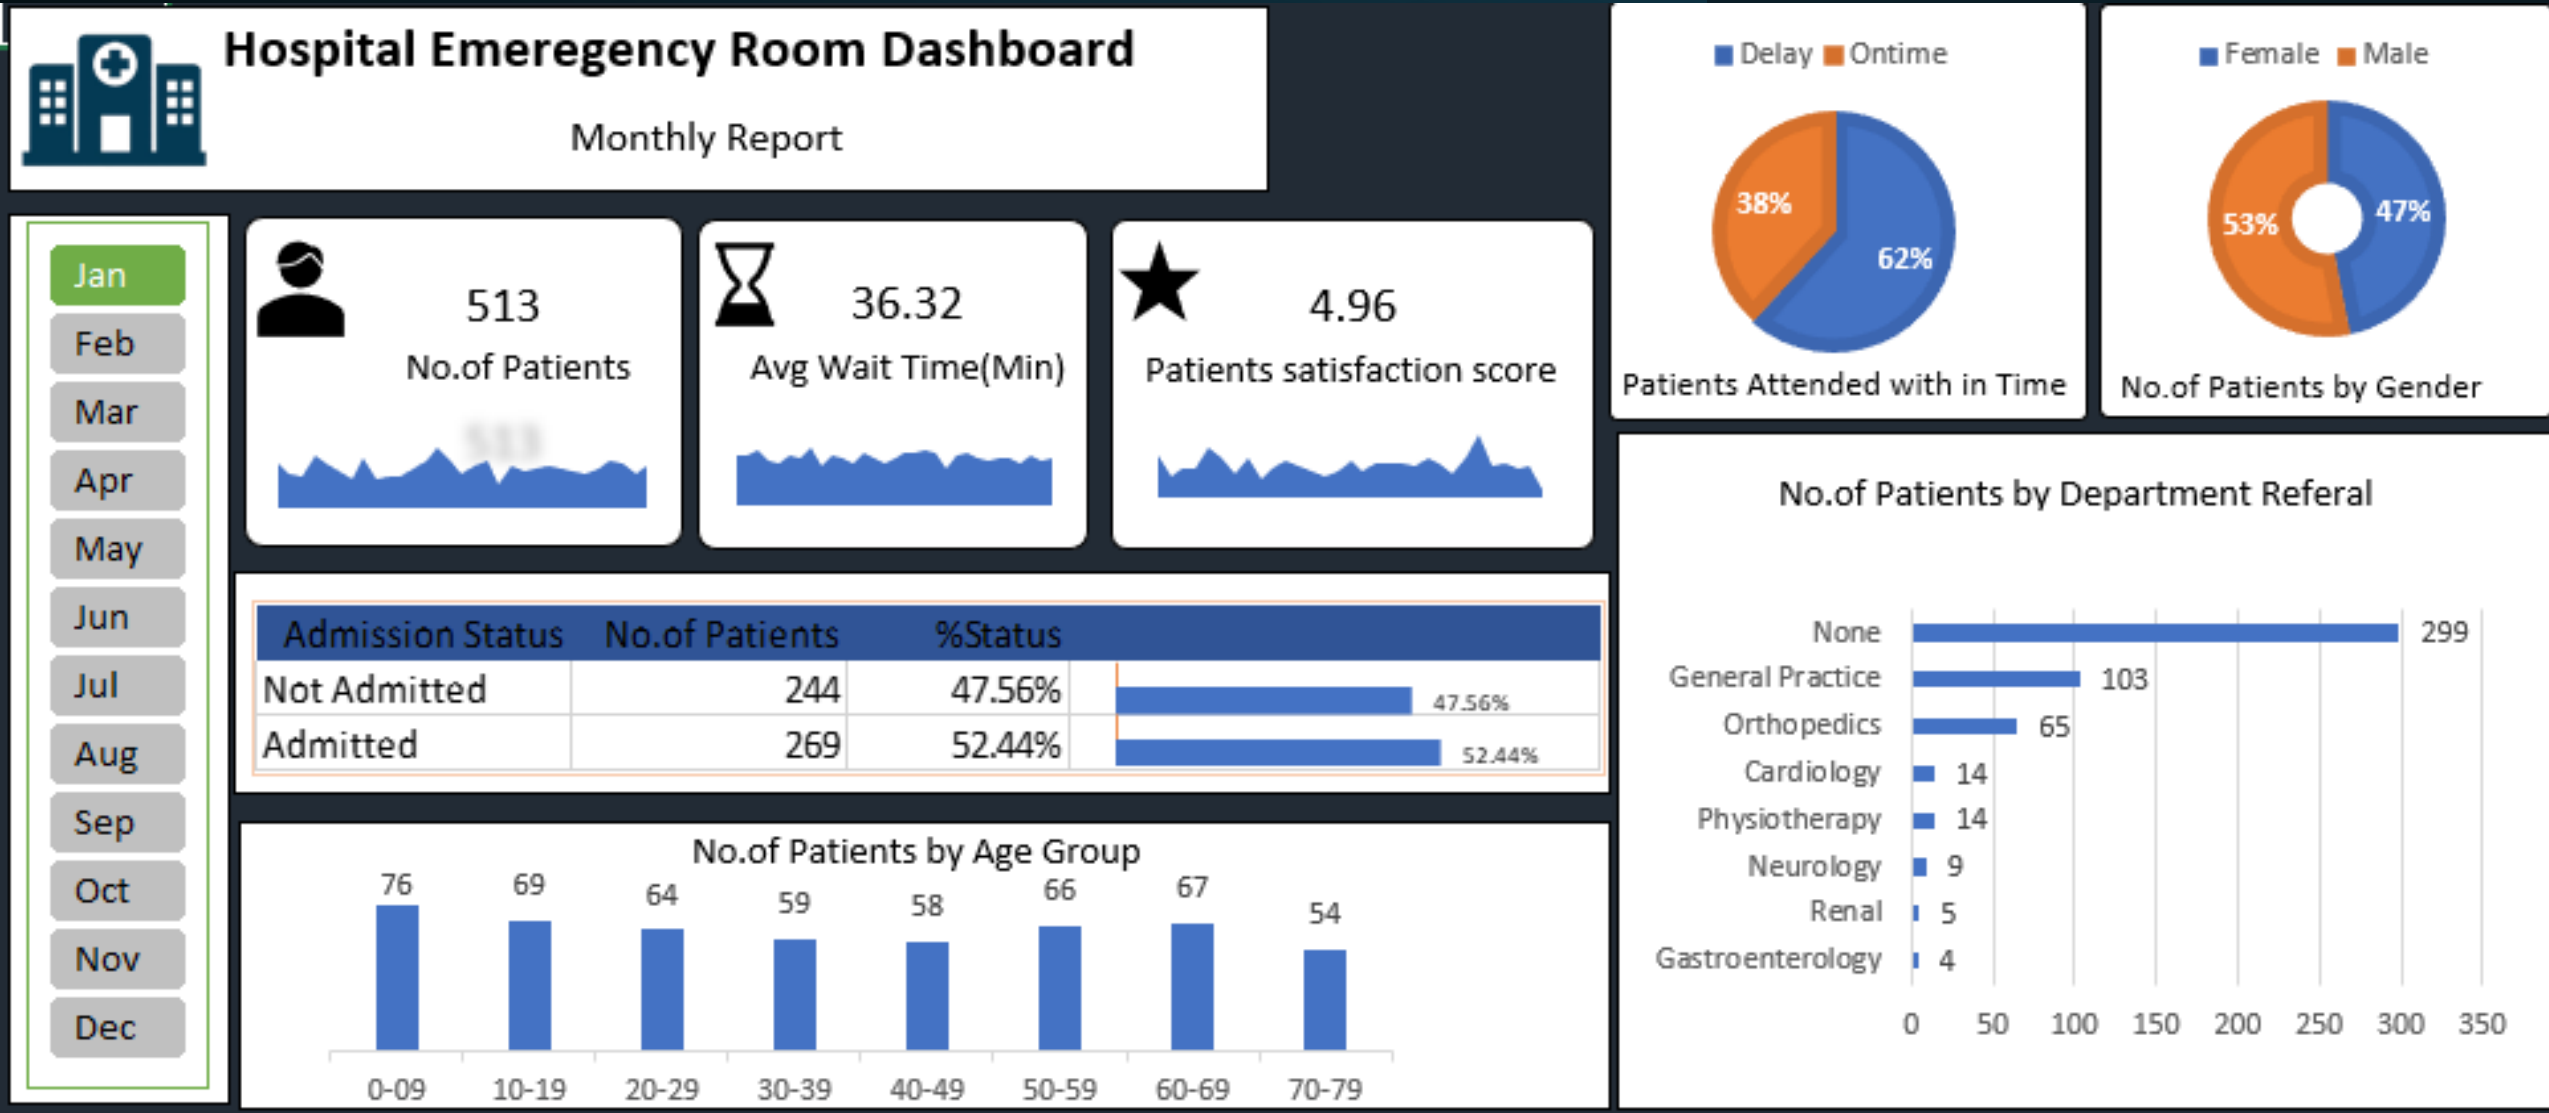 Hospital Emeregency Room Dashboard
Monthly Report
Jan
Feb
Mar
Apr
May
Jun
Jul
Aug
Sep
Oct
Nov
Dec
513
No.of Patients
513
36.32
Avg Wait Time(Min)
4.96
Patients satisfaction score
Delay Ontime
38%
62%
Patients Attended with in Time
Female Male
53% 47%
No.of Patients by Gender
Admission Status No.of Patients %Status
Not Admitted 244 47.56% 47.56%
Admitted 269 52.44% 52.44%
No.of Patients by Age Group
76 69 64 59 58 66 67 54
0-09 10-19 20-29 30-39 40-49 50-59 60-69 70-79
No.of Patients by Department Referal
None 299
General Practice 103
Orthopedics 65
Cardiology 14
Physiotherapy 14
Neurology 9
Renal 5
Gastroenterology 4
0 50 100 150 200 250 300 350